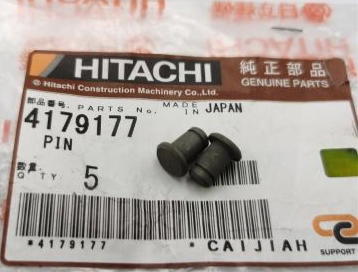 HITACHI 純正部品
© Hitachi Construction Machinery Co., Ltd. GENUINE PARTS
部品番号. PARTS No. MADE IN JAPAN
4179177
PIN
数量.
Q'TY 5
*4179177 * CAIJIAH
SUPPORT